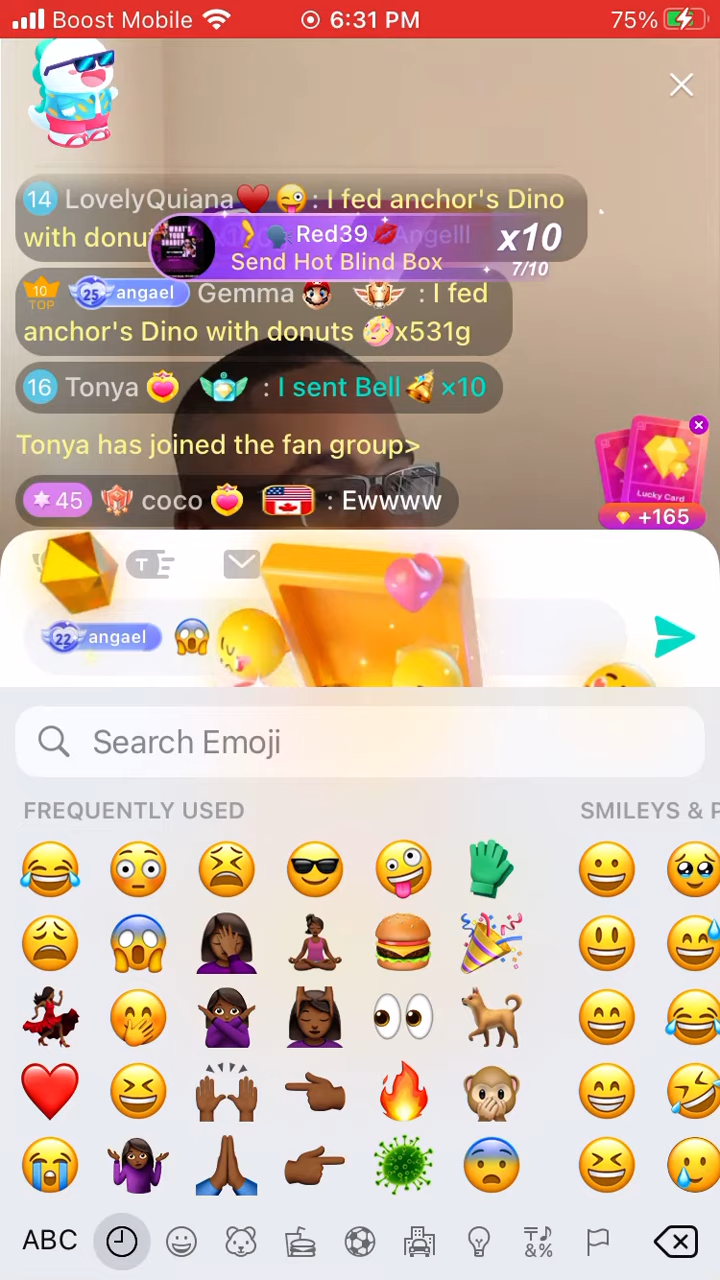 Boost Mobile 6:31 PM 75%
14 LovelyQuiana❤️😜 : I fed anchor's Dino
with donut
Red39💋 Angelll x10
Send Hot Blind Box 7/10
10 TOP 25 angael Gemma : I fed
anchor's Dino with donuts 🍩x531g
16 Tonya : I sent Bell ×10
Tonya has joined the fan group>
45 coco : Ewwww
Lucky Card
+165
T
22 angael 😱
Search Emoji
FREQUENTLY USED SMILEYS & P
ABC